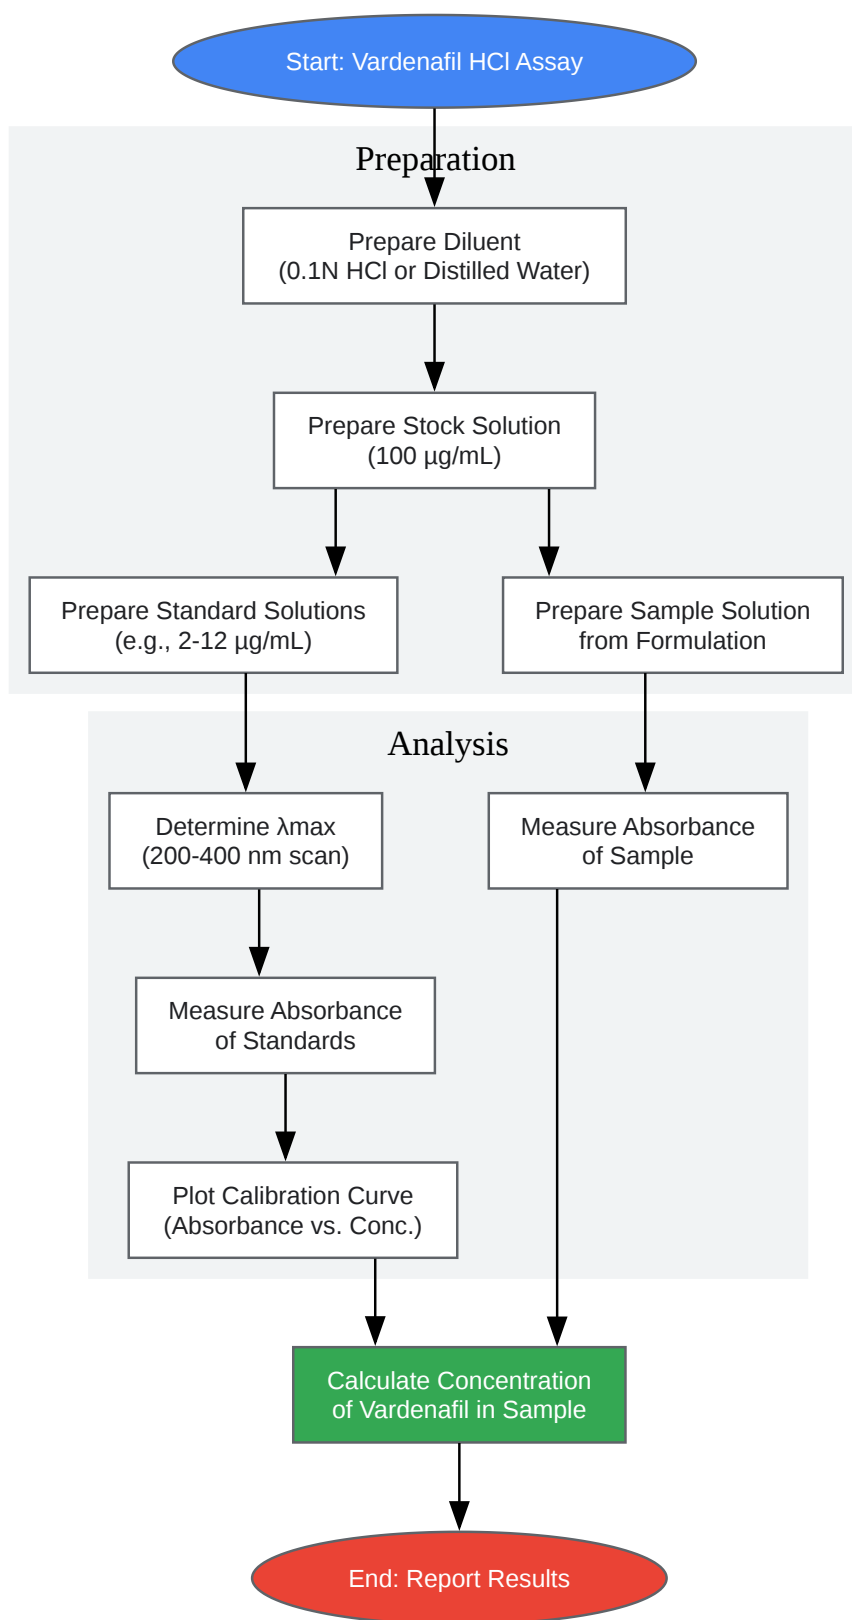 Start: Vardenafil HCl Assay
Preparation
Prepare Diluent
(0.1N HCl or Distilled Water)
Prepare Stock Solution
(100 µg/mL)
Prepare Standard Solutions
(e.g., 2-12 µg/mL)
Prepare Sample Solution
from Formulation
Analysis
Determine λmax
(200-400 nm scan)
Measure Absorbance
of Sample
Measure Absorbance
of Standards
Plot Calibration Curve
(Absorbance vs. Conc.)
Calculate Concentration
of Vardenafil in Sample
End: Report Results